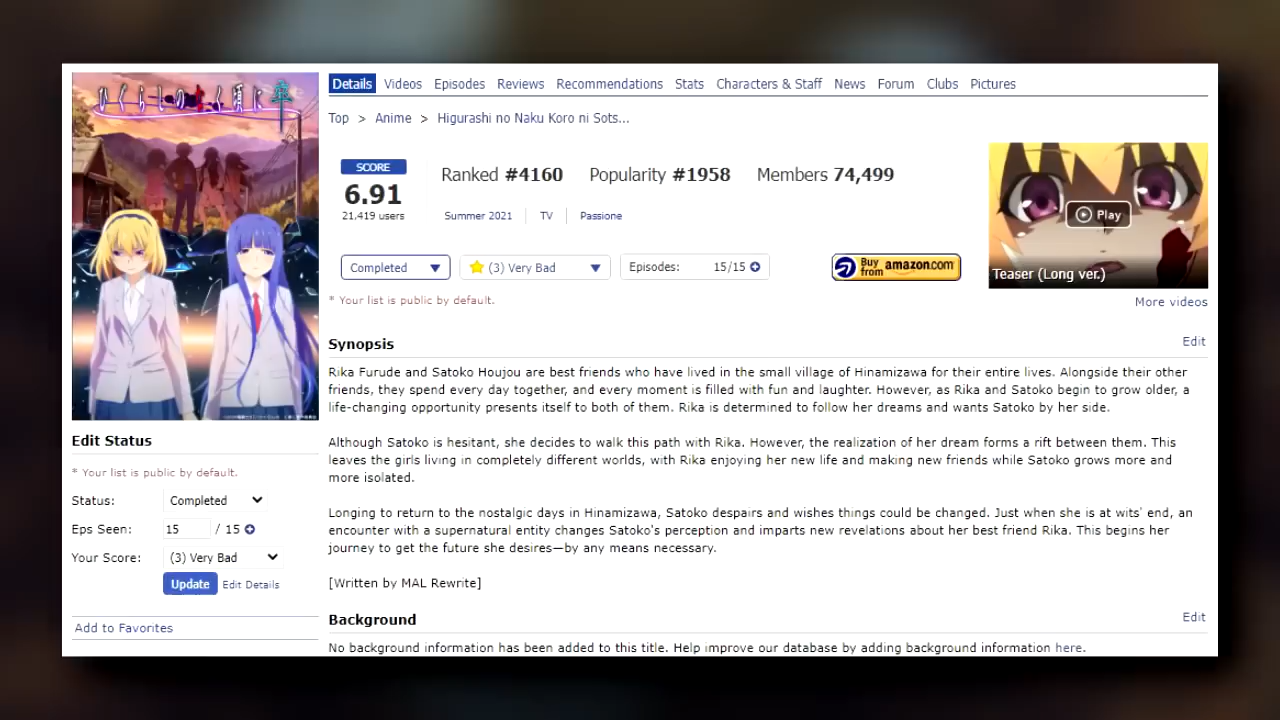 ひぐらしのなく頃に卒
Details Videos Episodes Reviews Recommendations Stats Characters & Staff News Forum Clubs Pictures
Top > Anime > Higurashi no Naku Koro ni Sots...
SCORE
6.91
21,419 users
Ranked #4160 Popularity #1958 Members 74,499
Summer 2021 TV Passione
Completed
(3) Very Bad
Episodes: 15/15
Buy from amazon.com
Play
Teaser (Long ver.)
* Your list is public by default.
More videos
Synopsis
Edit
Rika Furude and Satoko Houjou are best friends who have lived in the small village of Hinamizawa for their entire lives. Alongside their other
friends, they spend every day together, and every moment is filled with fun and laughter. However, as Rika and Satoko begin to grow older, a
life-changing opportunity presents itself to both of them. Rika is determined to follow her dreams and wants Satoko by her side.
Although Satoko is hesitant, she decides to walk this path with Rika. However, the realization of her dream forms a rift between them. This
leaves the girls living in completely different worlds, with Rika enjoying her new life and making new friends while Satoko grows more and
more isolated.
Longing to return to the nostalgic days in Hinamizawa, Satoko despairs and wishes things could be changed. Just when she is at wits' end, an
encounter with a supernatural entity changes Satoko's perception and imparts new revelations about her best friend Rika. This begins her
journey to get the future she desires—by any means necessary.
[Written by MAL Rewrite]
Background
Edit
No background information has been added to this title. Help improve our database by adding background information here.
Edit Status
* Your list is public by default.
Status: Completed
Eps Seen: 15 / 15
Your Score: (3) Very Bad
Update Edit Details
Add to Favorites